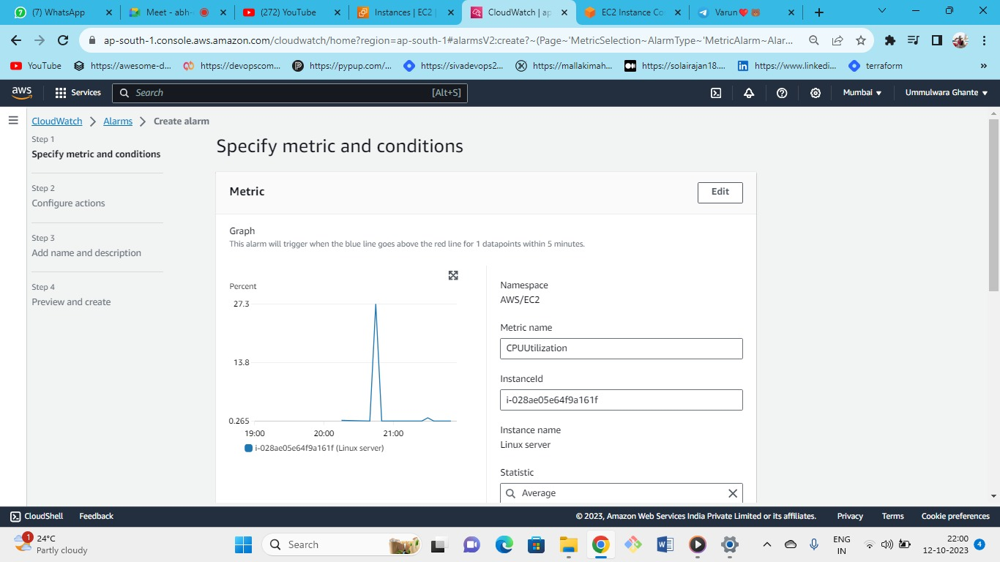 (7) WhatsApp
Meet - abh-
(272) YouTube
Instances | EC2 |
CloudWatch | ap
EC2 Instance Co
Varun❤️🐻
ap-south-1.console.aws.amazon.com/cloudwatch/home?region=ap-south-1#alarmsV2:create?~(Page~'MetricSelection~AlarmType~'MetricAlarm~Alar...
YouTube
https://awesome-d...
https://devopscom...
https://pypup.com/...
https://sivadevops2...
https://mallakimah...
https://solairajan18....
https://www.linkedi...
terraform
»
aws
Services
Search
[Alt+S]
Mumbai
Ummulwara Ghante
CloudWatch
Alarms
Create alarm
Step 1
Specify metric and conditions
Step 2
Configure actions
Step 3
Add name and description
Step 4
Preview and create
Specify metric and conditions
Metric
Edit
Graph
This alarm will trigger when the blue line goes above the red line for 1 datapoints within 5 minutes.
Percent
27.3
13.8
0.265
19:00
20:00
21:00
i-028ae05e64f9a161f (Linux server)
Namespace
AWS/EC2
Metric name
CPUUtilization
InstanceId
i-028ae05e64f9a161f
Instance name
Linux server
Statistic
Average
CloudShell
Feedback
© 2023, Amazon Web Services India Private Limited or its affiliates.
Privacy
Terms
Cookie preferences
1
24°C
Partly cloudy
Search
ENG
IN
22:00
12-10-2023
4